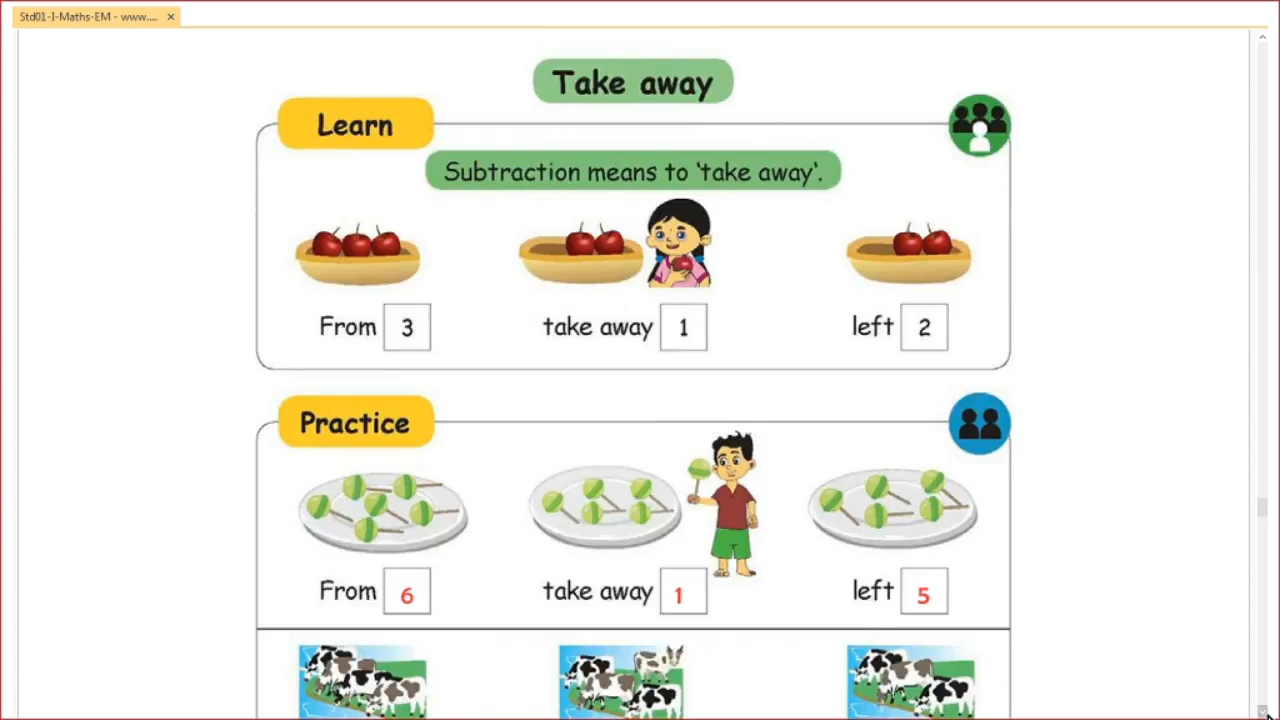 Std01-I-Maths-EM - www.... ×
Take away
Learn
Subtraction means to 'take away'.
From 3 take away 1 left 2
Practice
From 6 take away 1 left 5